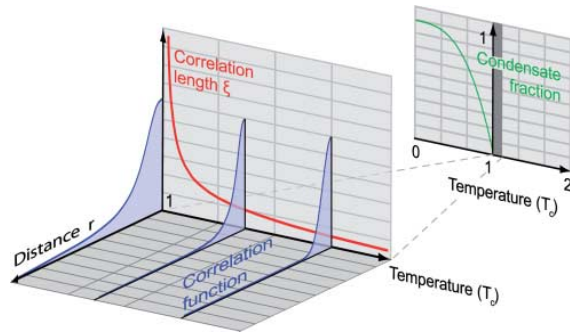 Correlation
length ξ
1
Distance r
Correlation
function
Temperature (Tc)
1
Condensate
fraction
0
1
2
Temperature (Tc)